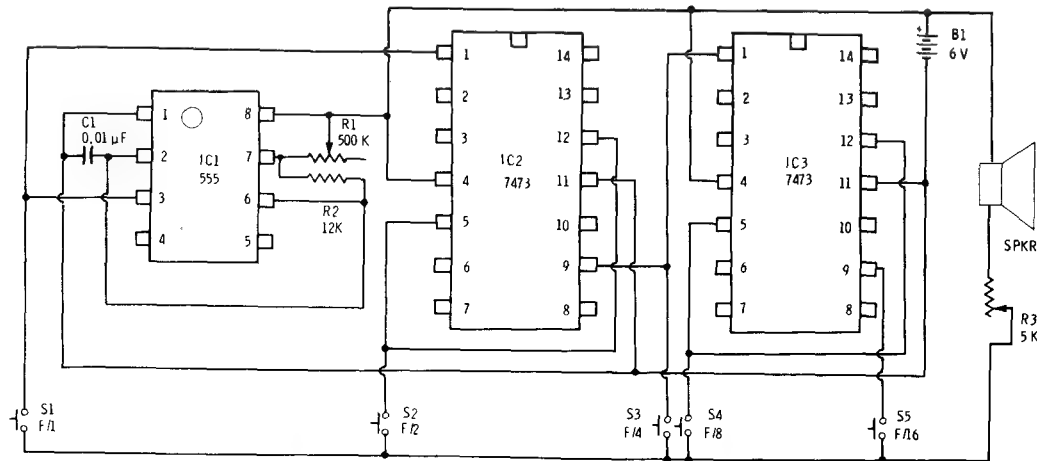 B1
6 V
C1
0.01 µF
1
2
3
4
IC1
555
8
7
6
5
R1
500 K
R2
12K
1
2
3
4
5
6
7
IC2
7473
14
13
12
11
10
9
8
1
2
3
4
5
6
7
IC3
7473
14
13
12
11
10
9
8
SPKR
R3
5 K
S1
F/1
S2
F/2
S3
F/4
S4
F/8
S5
F/16
+